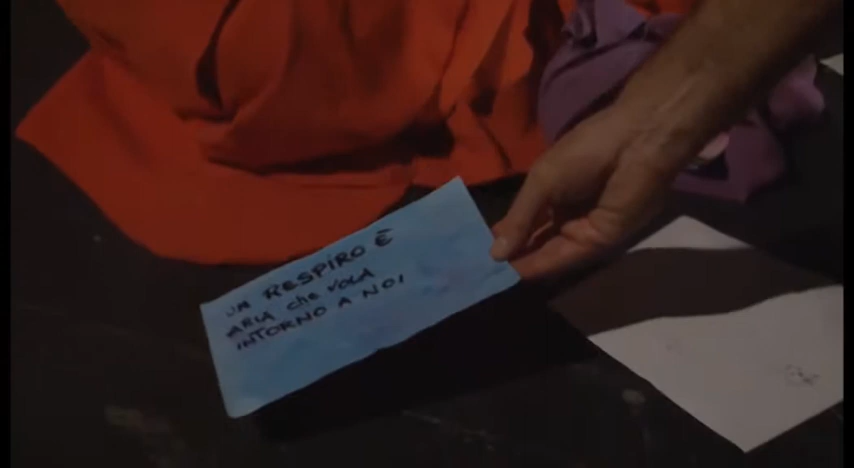 UN RESPIRO È
ARIA che VOLA
INTORNO A NOI